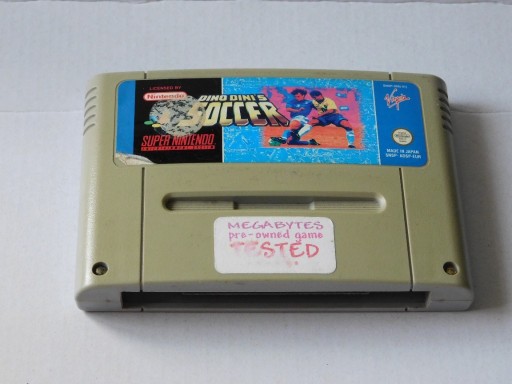 LICENSED BY
Nintendo
DINO DINI'S
SOCCER
SUPER NINTENDO
ENTERTAINMENT SYSTEM
Virgin
MADE IN JAPAN
MEGABYTES
pre-owned game
TESTED